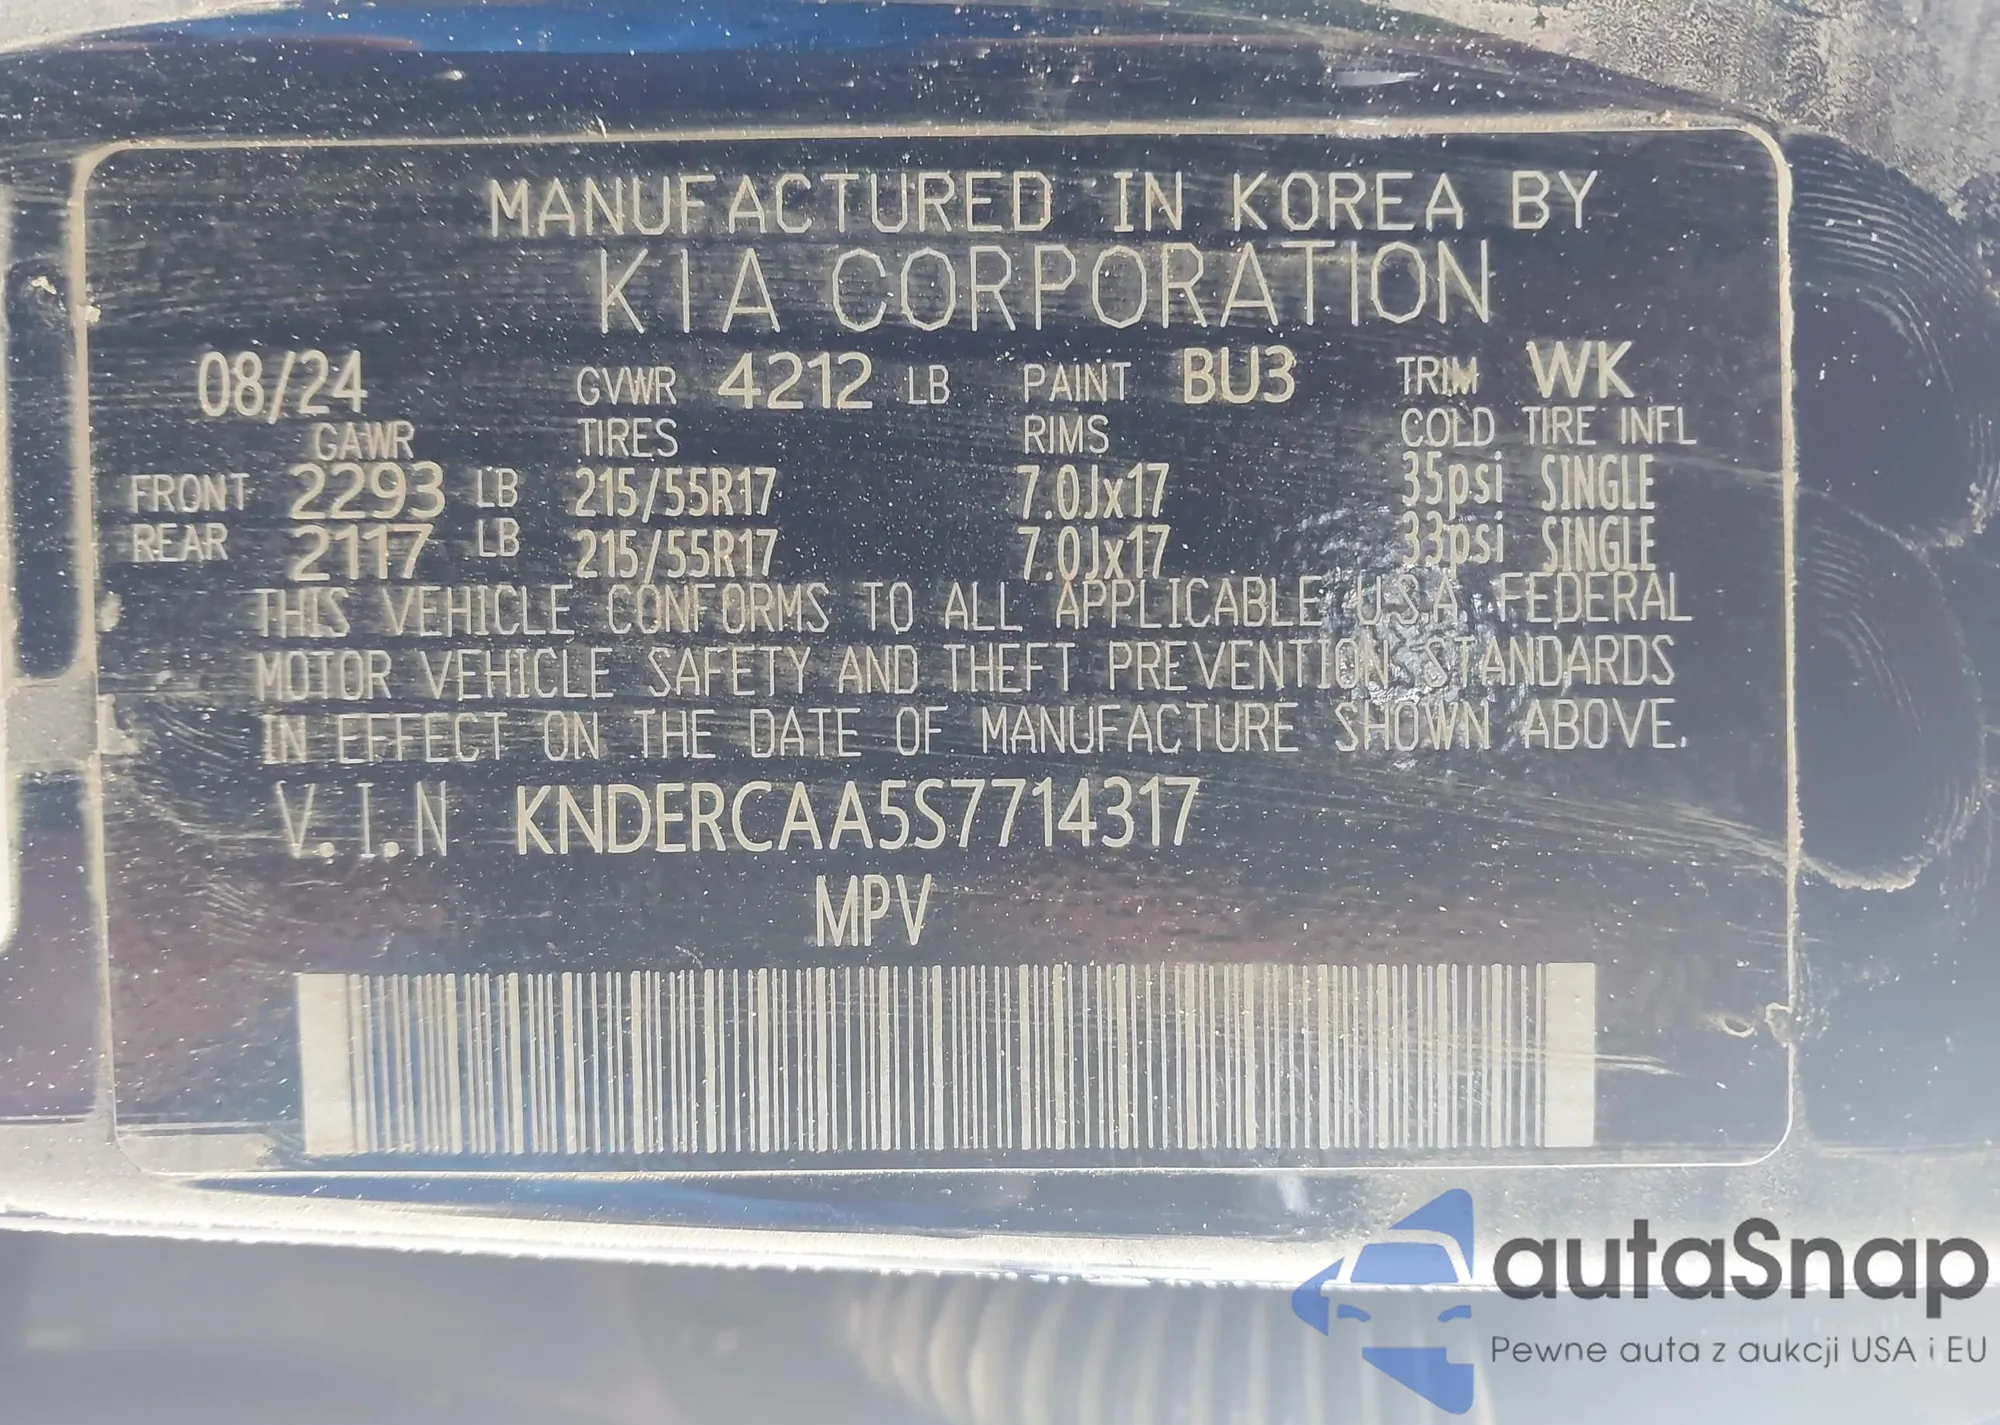 MANUFACTURED IN KOREA BY
KIA CORPORATION
08/24 GVWR 4212 LB PAINT BU3 TRIM WK
GAWR TIRES RIMS COLD TIRE INFL
FRONT 2293 LB 215/55R17 7.0Jx17 35psi SINGLE
REAR 2117 LB 215/55R17 7.0Jx17 33psi SINGLE
THIS VEHICLE CONFORMS TO ALL APPLICABLE U.S.A. FEDERAL
MOTOR VEHICLE SAFETY AND THEFT PREVENTION STANDARDS
IN EFFECT ON THE DATE OF MANUFACTURE SHOWN ABOVE.
V.I.N KNDERCAA5S7714317
MPV
autaSnap
Pewne auta z aukcji USA i EU